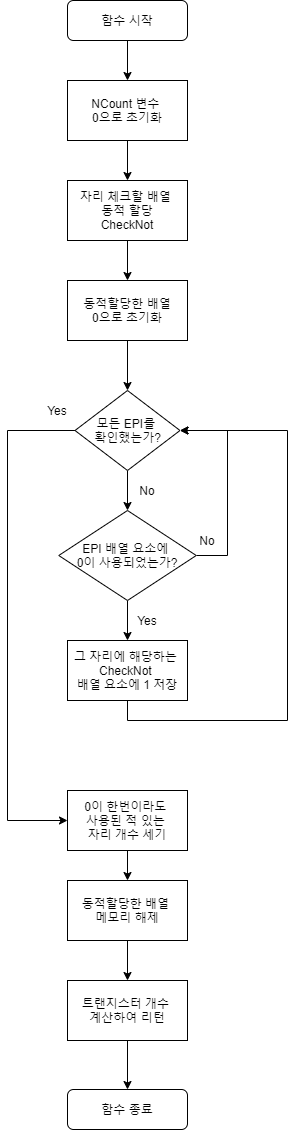 함수 시작
NCount 변수
0으로 초기화
자리 체크할 배열
동적 할당
CheckNot
동적할당한 배열
0으로 초기화
모든 EPI를
확인했는가?
Yes
No
EPI 배열 요소에
0이 사용되었는가?
No
Yes
그 자리에 해당하는
CheckNot
배열 요소에 1 저장
0이 한번이라도
사용된 적 있는
자리 개수 세기
동적할당한 배열
메모리 해제
트랜지스터 개수
계산하여 리턴
함수 종료